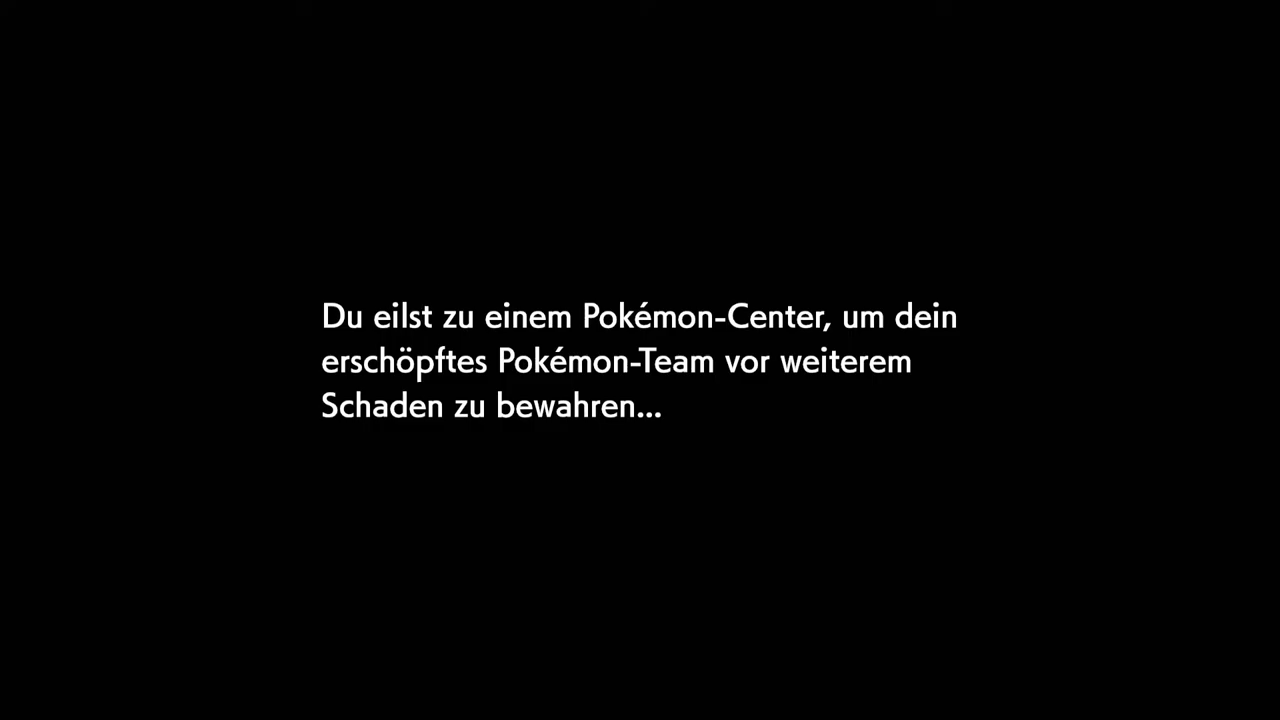 Du eilst zu einem Pokémon-Center, um dein
erschöpftes Pokémon-Team vor weiterem
Schaden zu bewahren...